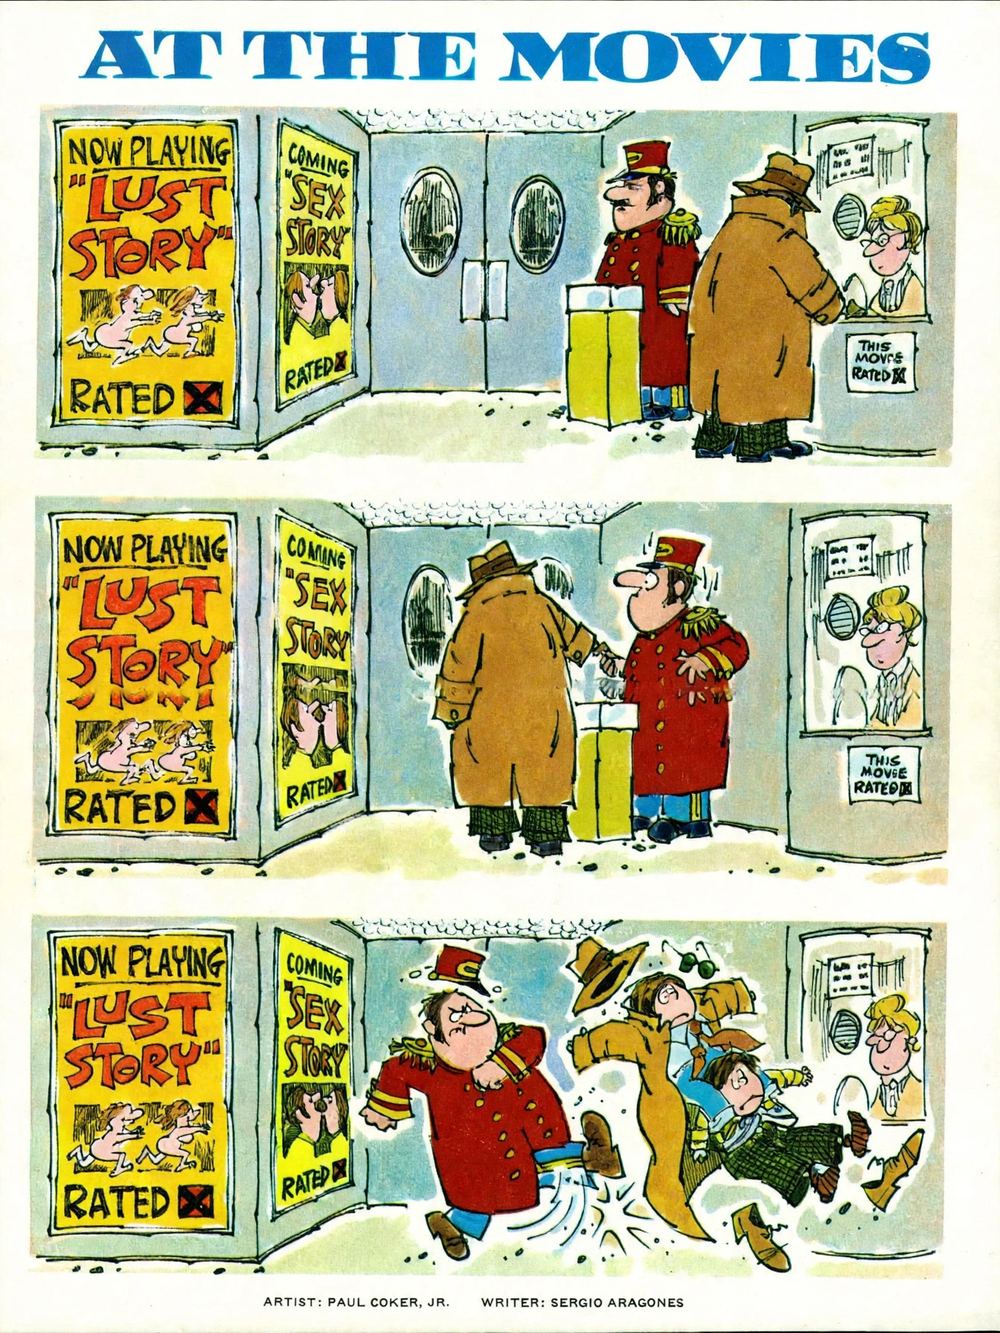 AT THE MOVIES
NOW PLAYING
"LUST
STORY"
RATED X
COMING
"SEX
STORY"
RATED X
THIS
MOVIE
RATED X
NOW PLAYING
"LUST
STORY"
RATED X
COMING
"SEX
STORY"
RATED X
THIS
MOVIE
RATED X
NOW PLAYING
"LUST
STORY"
RATED X
COMING
"SEX
STORY"
RATED X
ARTIST: PAUL COKER, JR. WRITER: SERGIO ARAGONES